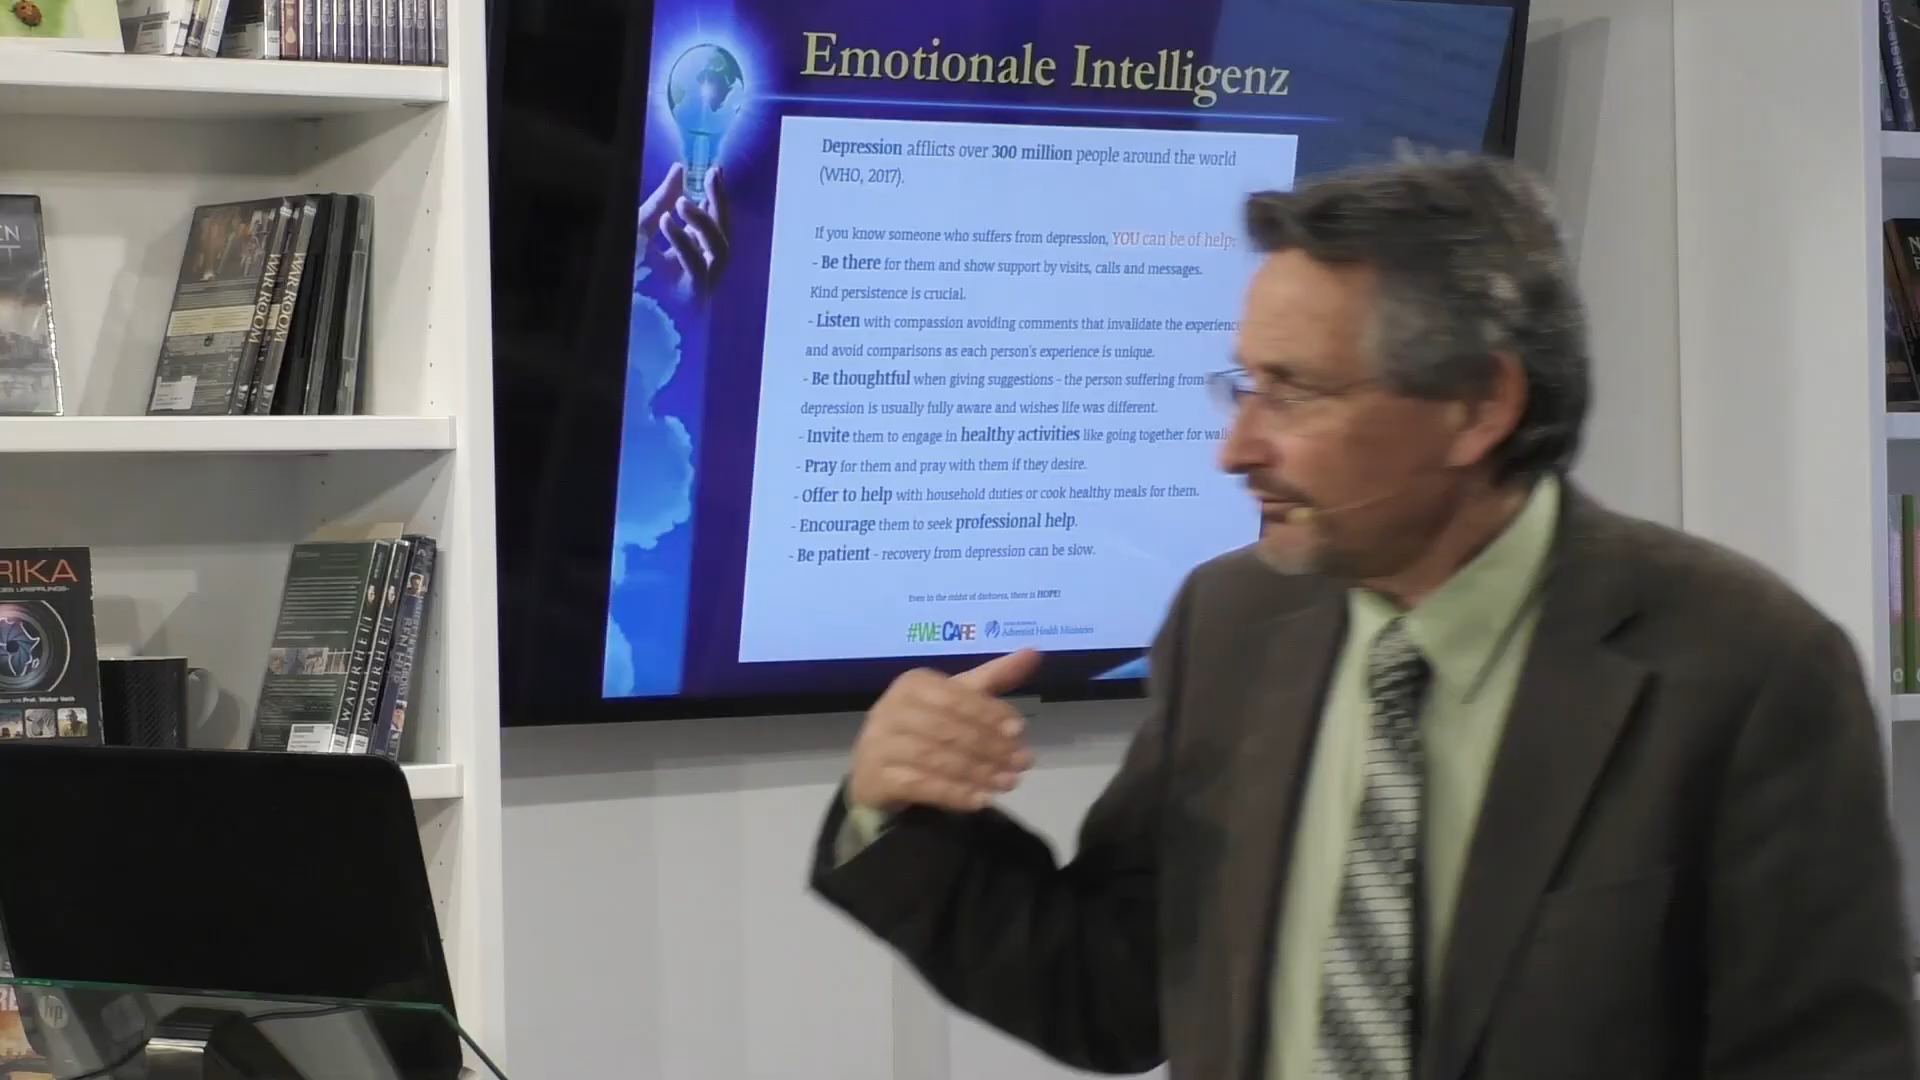 Emotionale Intelligenz
Depression afflicts over 300 million people around the world
(WHO, 2017).
If you know someone who suffers from depression, YOU can be of help:
- Be there for them and show support by visits, calls and messages.
Kind persistence is crucial.
- Listen with compassion avoiding comments that invalidate the experience
and avoid comparisons as each person's experience is unique.
- Be thoughtful when giving suggestions - the person suffering from
depression is usually fully aware and wishes life was different.
- Invite them to engage in healthy activities like going together for
- Pray for them and pray with them if they desire.
- Offer to help with household duties or cook healthy meals for them.
- Encourage them to seek professional help.
- Be patient - recovery from depression can be slow.
Even in the midst of darkness, there is HOPE!
#WECARE
Adventist Health Ministries
WAR ROOM
WAR ROOM
RIKA
DES URSPRUNGS
WAHRHEIT
WAHRHEIT
hp